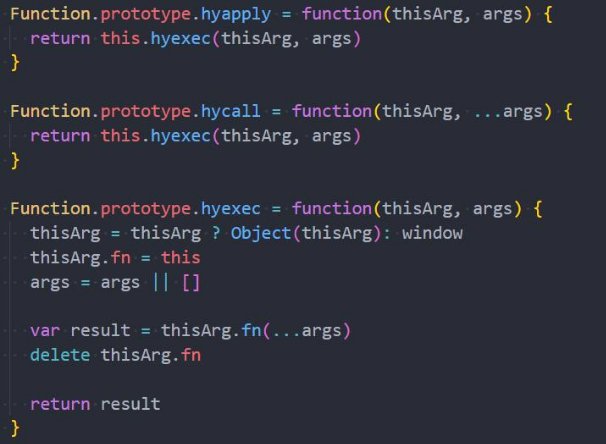 Function.prototype.hyapply = function(thisArg, args) {
  return this.hyexec(thisArg, args)
}

Function.prototype.hycall = function(thisArg, ...args) {
  return this.hyexec(thisArg, args)
}

Function.prototype.hyexec = function(thisArg, args) {
  thisArg = thisArg ? Object(thisArg): window
  thisArg.fn = this
  args = args || []

  var result = thisArg.fn(...args)
  delete thisArg.fn

  return result
}